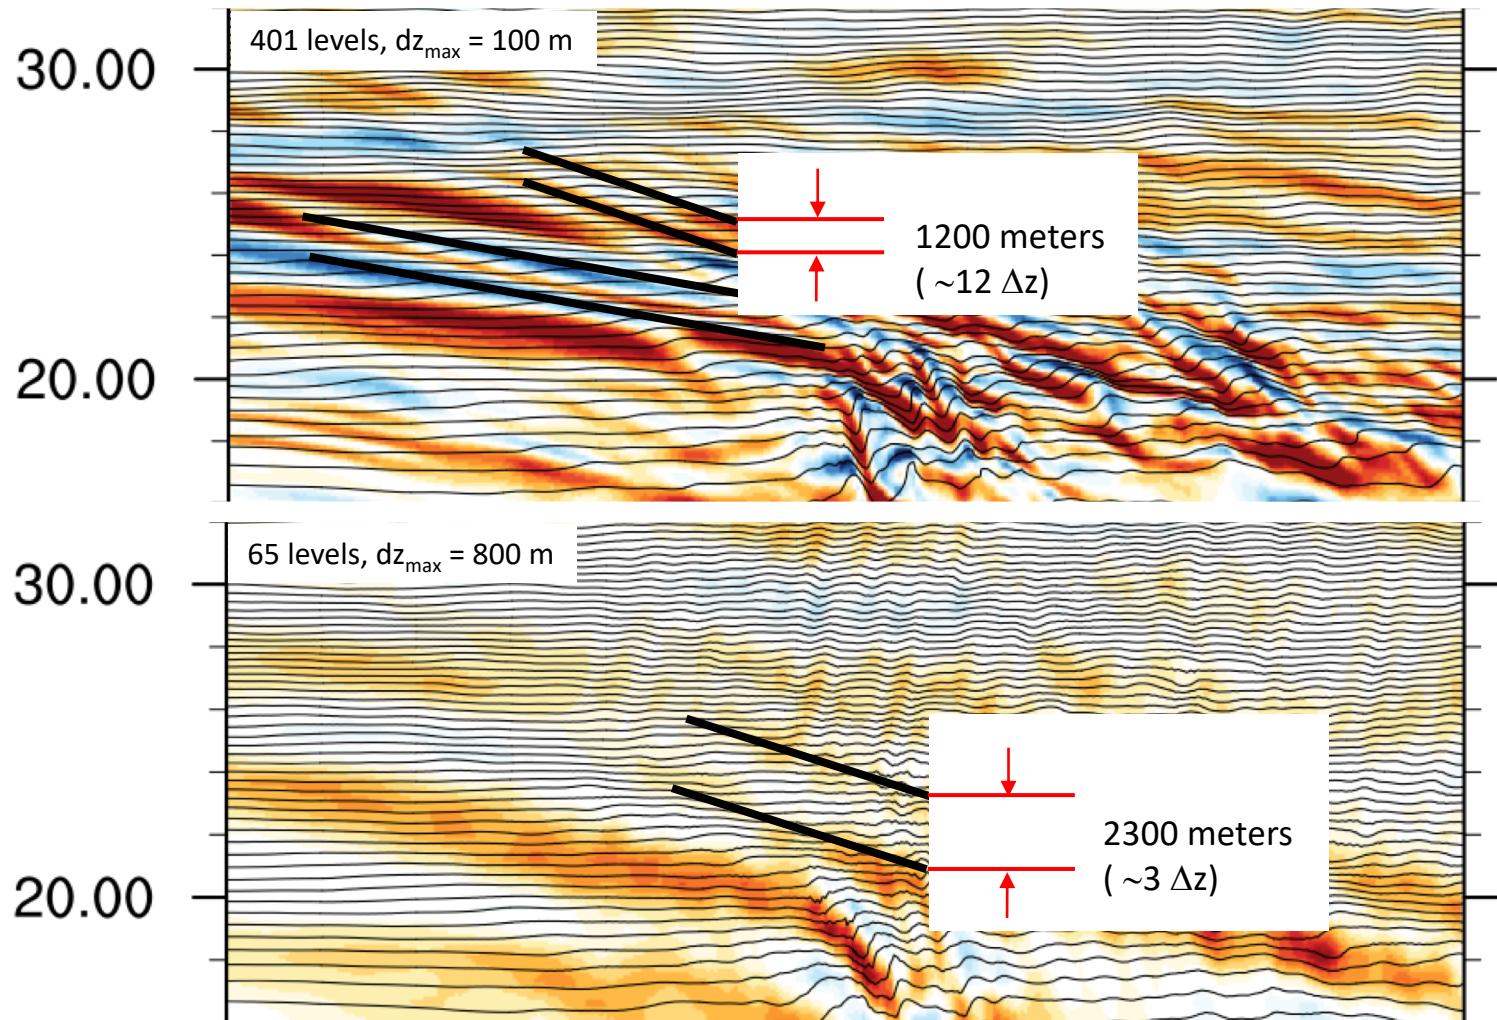 401 levels, dzmax = 100 m
30.00
1200 meters
( ~12 Δz)
20.00
65 levels, dzmax = 800 m
30.00
2300 meters
( ~3 Δz)
20.00